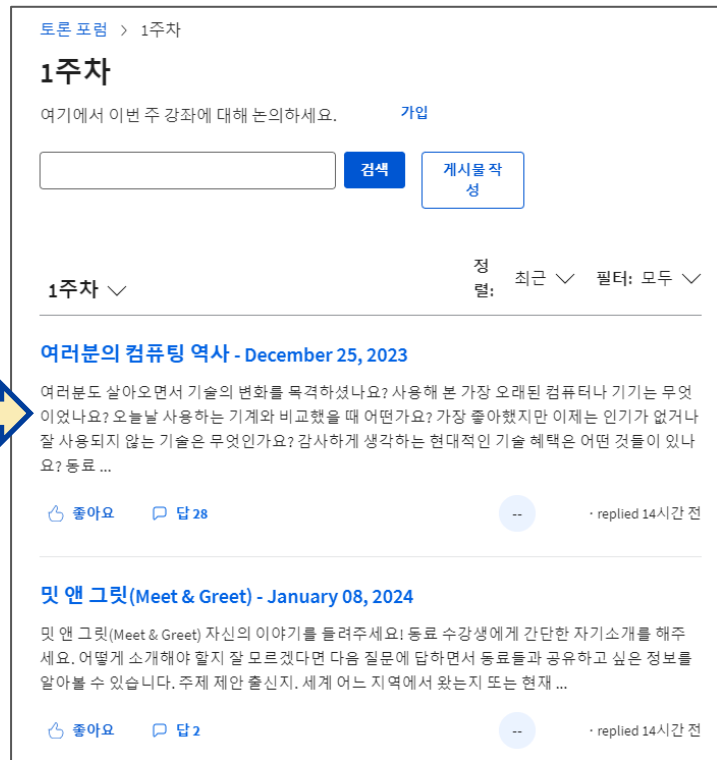 토론 포럼 > 1주차
1주차
여기에서 이번 주 강좌에 대해 논의하세요. 가입
검색 게시물 작
성
정
렬: 최근 필터: 모두
1주차
여러분의 컴퓨팅 역사 - December 25, 2023
여러분도 살아오면서 기술의 변화를 목격하셨나요? 사용해 본 가장 오래된 컴퓨터나 기기는 무엇
이었나요? 오늘날 사용하는 기계와 비교했을 때 어떤가요? 가장 좋아했지만 이제는 인기가 없거나
잘 사용되지 않는 기술은 무엇인가요? 감사하게 생각하는 현대적인 기술 혜택은 어떤 것들이 있나
요? 동료 ...
좋아요 답 28 -- · replied 14시간 전
밋 앤 그릿(Meet & Greet) - January 08, 2024
밋 앤 그릿(Meet & Greet) 자신의 이야기를 들려주세요! 동료 수강생에게 간단한 자기소개를 해주
세요. 어떻게 소개해야 할지 잘 모르겠다면 다음 질문에 답하면서 동료들과 공유하고 싶은 정보를
알아볼 수 있습니다. 주제 제안 출신지. 세계 어느 지역에서 왔는지 또는 현재 ...
좋아요 답 2 -- · replied 14시간 전